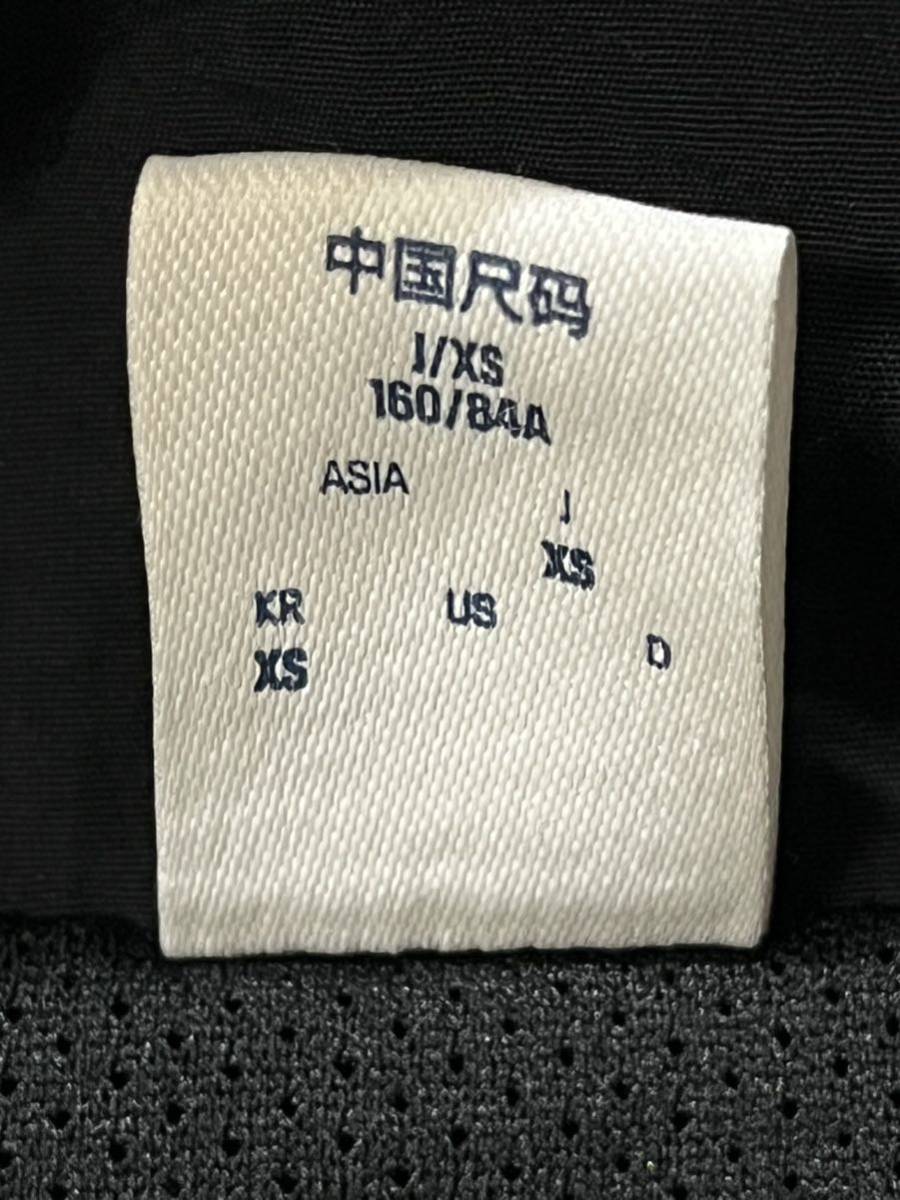 中国尺码
J/XS
160/84A
ASIA
J
XS
KR
US
XS
D